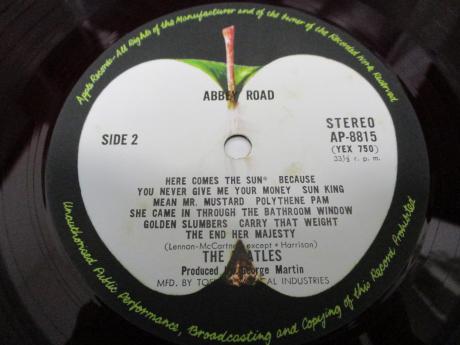 Apple Records-All Rights of the Manufacturer and of the Owner of the Recorded Work Reserved.
ABBEY ROAD
SIDE 2
STEREO
AP-8815
(YEX 750)
33⅓ r. p. m.
HERE COMES THE SUN* BECAUSE
YOU NEVER GIVE ME YOUR MONEY SUN KING
MEAN MR. MUSTARD POLYTHENE PAM
SHE CAME IN THROUGH THE BATHROOM WINDOW
GOLDEN SLUMBERS CARRY THAT WEIGHT
THE END HER MAJESTY
(Lennon-McCartney except * Harrison)
THE BEATLES
Produced by George Martin
MFD. BY INDUSTRIES
Unauthorised Public Performance, Broadcasting and Copying of this Record Prohibited